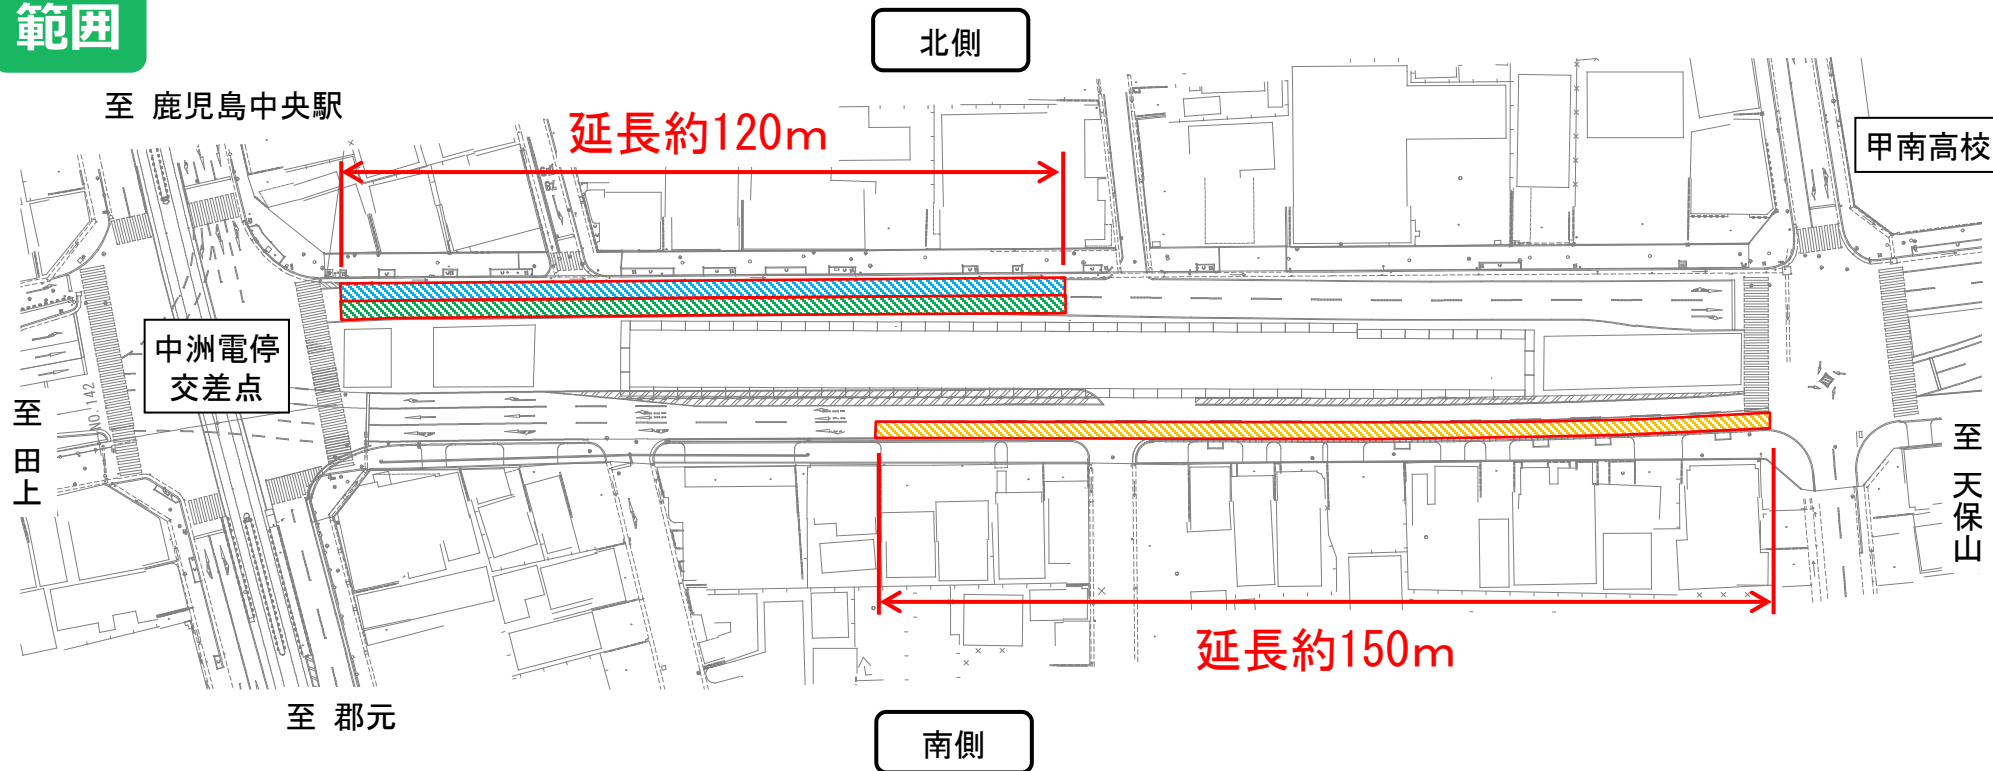 範囲
北側
至 鹿児島中央駅
延長約120m
甲南高校
中洲電停
交差点
NO.142
至 田上
至 天保山
延長約150m
至 郡元
南側